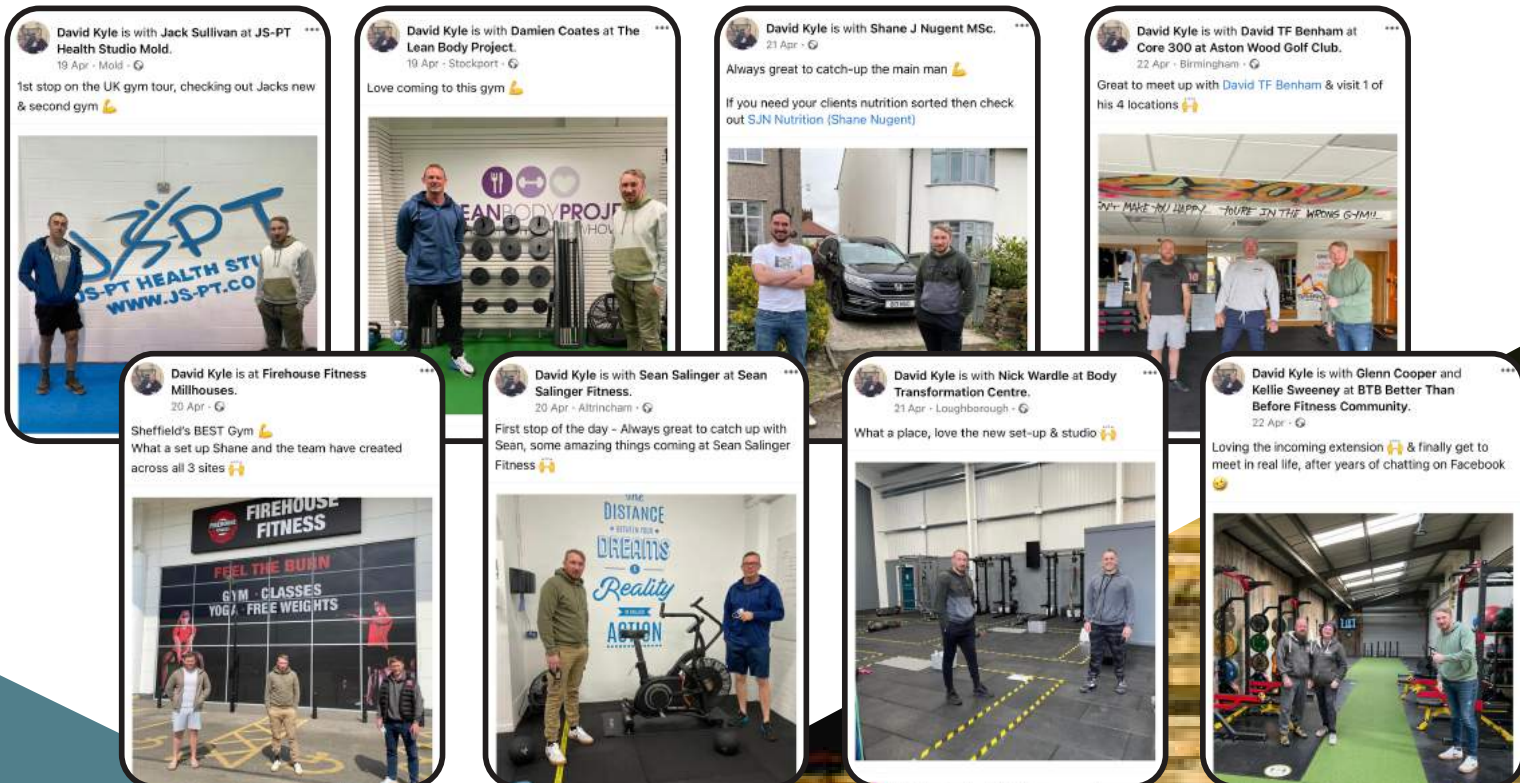 David Kyle is with Jack Sullivan at JS-PT
Health Studio Mold.
19 Apr · Mold ·
1st stop on the UK gym tour, checking out Jacks new
& second gym 💪
JS-PT
JS-PT HEALTH STU
WWW.JS-PT.CO
David Kyle is with Damien Coates at The
Lean Body Project.
19 Apr · Stockport ·
Love coming to this gym 💪
EANBODYPROJE
David Kyle is with Shane J Nugent MSc.
21 Apr ·
Always great to catch-up the main man 💪
If you need your clients nutrition sorted then check
out SJN Nutrition (Shane Nugent)
David Kyle is with David TF Benham at
Core 300 at Aston Wood Golf Club.
22 Apr · Birmingham ·
Great to meet up with David TF Benham & visit 1 of
his 4 locations 🙌
MAKE YOU HAPPY... YOURE IN THE WRONG GYM!!
David Kyle is at Firehouse Fitness
Millhouses.
20 Apr ·
Sheffield's BEST Gym 💪
What a set up Shane and the team have created
across all 3 sites 🙌
FIREHOUSE
FITNESS
FEEL THE BURN
GYM · CLASSES
YOGA · FREE WEIGHTS
David Kyle is with Sean Salinger at Sean
Salinger Fitness.
20 Apr · Altrincham ·
First stop of the day - Always great to catch up with
Sean, some amazing things coming at Sean Salinger
Fitness 🙌
THE
DISTANCE
BETWEEN YOUR
DREAMS
&
Reality
IS CALLED
ACTION
David Kyle is with Nick Wardle at Body
Transformation Centre.
21 Apr · Loughborough ·
What a place, love the new set-up & studio 🙌
David Kyle is with Glenn Cooper and
Kellie Sweeney at BTB Better Than
Before Fitness Community.
22 Apr ·
Loving the incoming extension 🙌 & finally get to
meet in real life, after years of chatting on Facebook
🤣